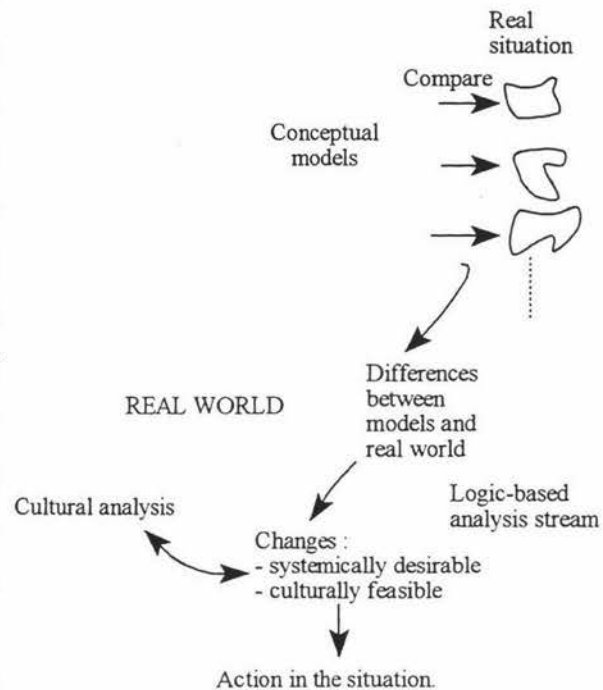 Real
situation
Compare
Conceptual
models
Differences
between
models and
real world
REAL WORLD
Logic-based
analysis stream
Cultural analysis
Changes :
- systemically desirable
- culturally feasible
Action in the situation.